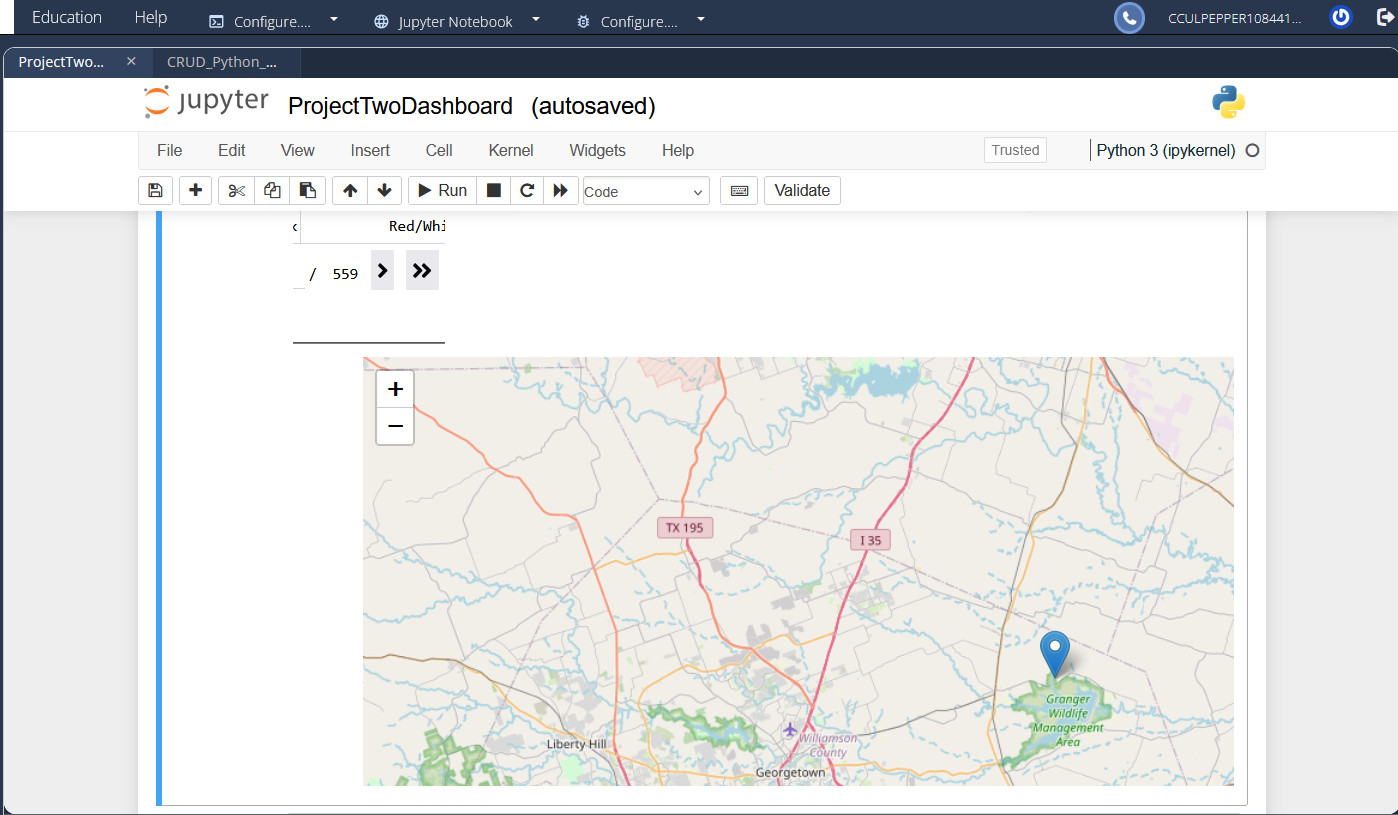 Education Help Configure.... Jupyter Notebook Configure.... CCULPEPPER108441...
ProjectTwo... × CRUD_Python_...
jupyter ProjectTwoDashboard (autosaved)
File Edit View Insert Cell Kernel Widgets Help Trusted Python 3 (ipykernel)
Run Code Validate
Red/Whi
/ 559
+
−
TX 195
I 35
Granger
Wildlife
Management
Area
Liberty Hill
Williamson
County
Georgetown